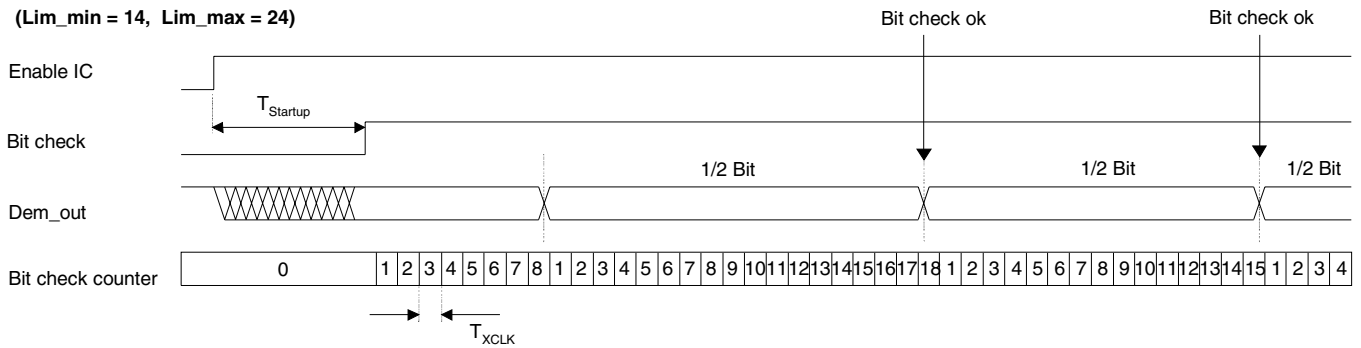 (Lim_min = 14, Lim_max = 24)
Bit check ok Bit check ok
Enable IC
T_Startup
Bit check
1/2 Bit 1/2 Bit 1/2 Bit
Dem_out
Bit check counter 0 1 2 3 4 5 6 7 8 1 2 3 4 5 6 7 8 9 10 11 12 13 14 15 16 17 18 1 2 3 4 5 6 7 8 9 10 11 12 13 14 15 1 2 3 4
T_XCLK